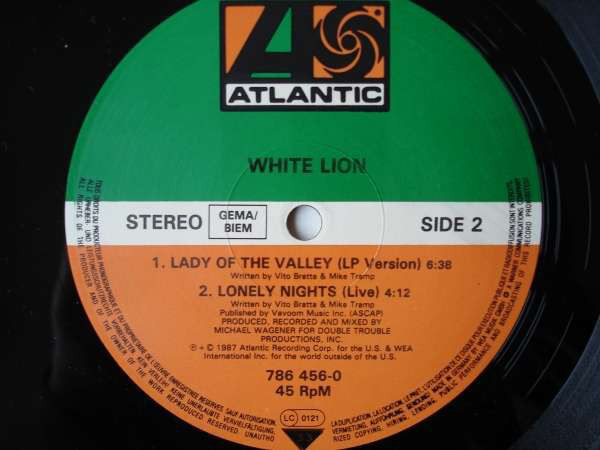 ATLANTIC
WHITE LION
STEREO
GEMA/
BIEM
SIDE 2
1. LADY OF THE VALLEY (LP Version) 6:38
Written by Vito Bratta & Mike Tramp
2. LONELY NIGHTS (Live) 4:12
Written by Vito Bratta & Mike Tramp
Published by Vavoom Music Inc. (ASCAP)
PRODUCED, RECORDED AND MIXED BY
MICHAEL WAGENER FOR DOUBLE TROUBLE
PRODUCTIONS, INC.
℗ + © 1987 Atlantic Recording Corp. for the U.S. & WEA
International Inc. for the world outside of the U.S.
786 456-0
45 RpM
LC 0121